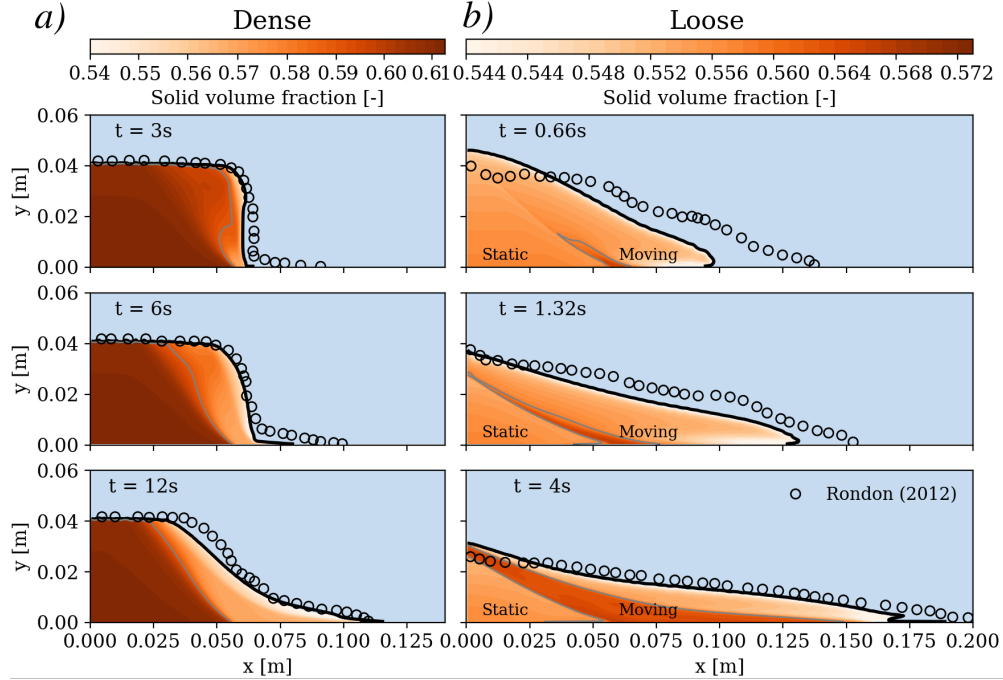 a) Dense
0.54 0.55 0.56 0.57 0.58 0.59 0.60 0.61
Solid volume fraction [-]
b) Loose
0.544 0.544 0.548 0.552 0.556 0.560 0.564 0.568 0.572
Solid volume fraction [-]
0.06
0.04
0.02
0.00
y [m]
t = 3s
t = 0.66s
Static
Moving
0.06
0.04
0.02
0.00
y [m]
t = 6s
t = 1.32s
Static
Moving
0.06
0.04
0.02
0.00
y [m]
t = 12s
t = 4s
Rondon (2012)
Static
Moving
0.000 0.025 0.050 0.075 0.100 0.125
x [m]
0.000 0.025 0.050 0.075 0.100 0.125 0.150 0.175 0.200
x [m]